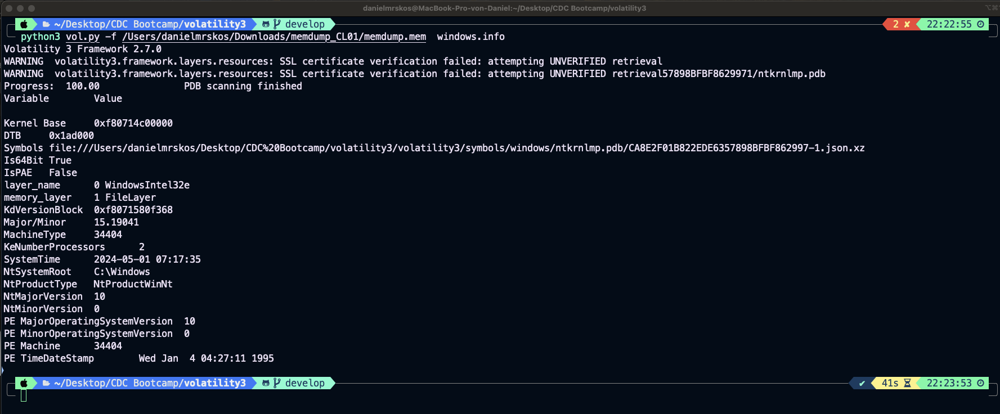 danielmrskos@MacBook-Pro-von-Daniel:~/Desktop/CDC Bootcamp/volatility3
~/Desktop/CDC Bootcamp/volatility3 develop 2 ✘ 22:22:55
python3 vol.py -f /Users/danielmrskos/Downloads/memdump_CL01/memdump.mem windows.info
Volatility 3 Framework 2.7.0
WARNING volatility3.framework.layers.resources: SSL certificate verification failed: attempting UNVERIFIED retrieval
WARNING volatility3.framework.layers.resources: SSL certificate verification failed: attempting UNVERIFIED retrieval57898BFBF8629971/ntkrnlmp.pdb
Progress: 100.00 PDB scanning finished
Variable Value
Kernel Base 0xf80714c00000
DTB 0x1ad000
Symbols file:///Users/danielmrskos/Desktop/CDC%20Bootcamp/volatility3/volatility3/symbols/windows/ntkrnlmp.pdb/CA8E2F01B822EDE6357898BFBF862997-1.json.xz
Is64Bit True
IsPAE False
layer_name 0 WindowsIntel32e
memory_layer 1 FileLayer
KdVersionBlock 0xf8071580f368
Major/Minor 15.19041
MachineType 34404
KeNumberProcessors 2
SystemTime 2024-05-01 07:17:35
NtSystemRoot C:\Windows
NtProductType NtProductWinNt
NtMajorVersion 10
NtMinorVersion 0
PE MajorOperatingSystemVersion 10
PE MinorOperatingSystemVersion 0
PE Machine 34404
PE TimeDateStamp Wed Jan 4 04:27:11 1995
~/Desktop/CDC Bootcamp/volatility3 develop ✔ 41s 22:23:53